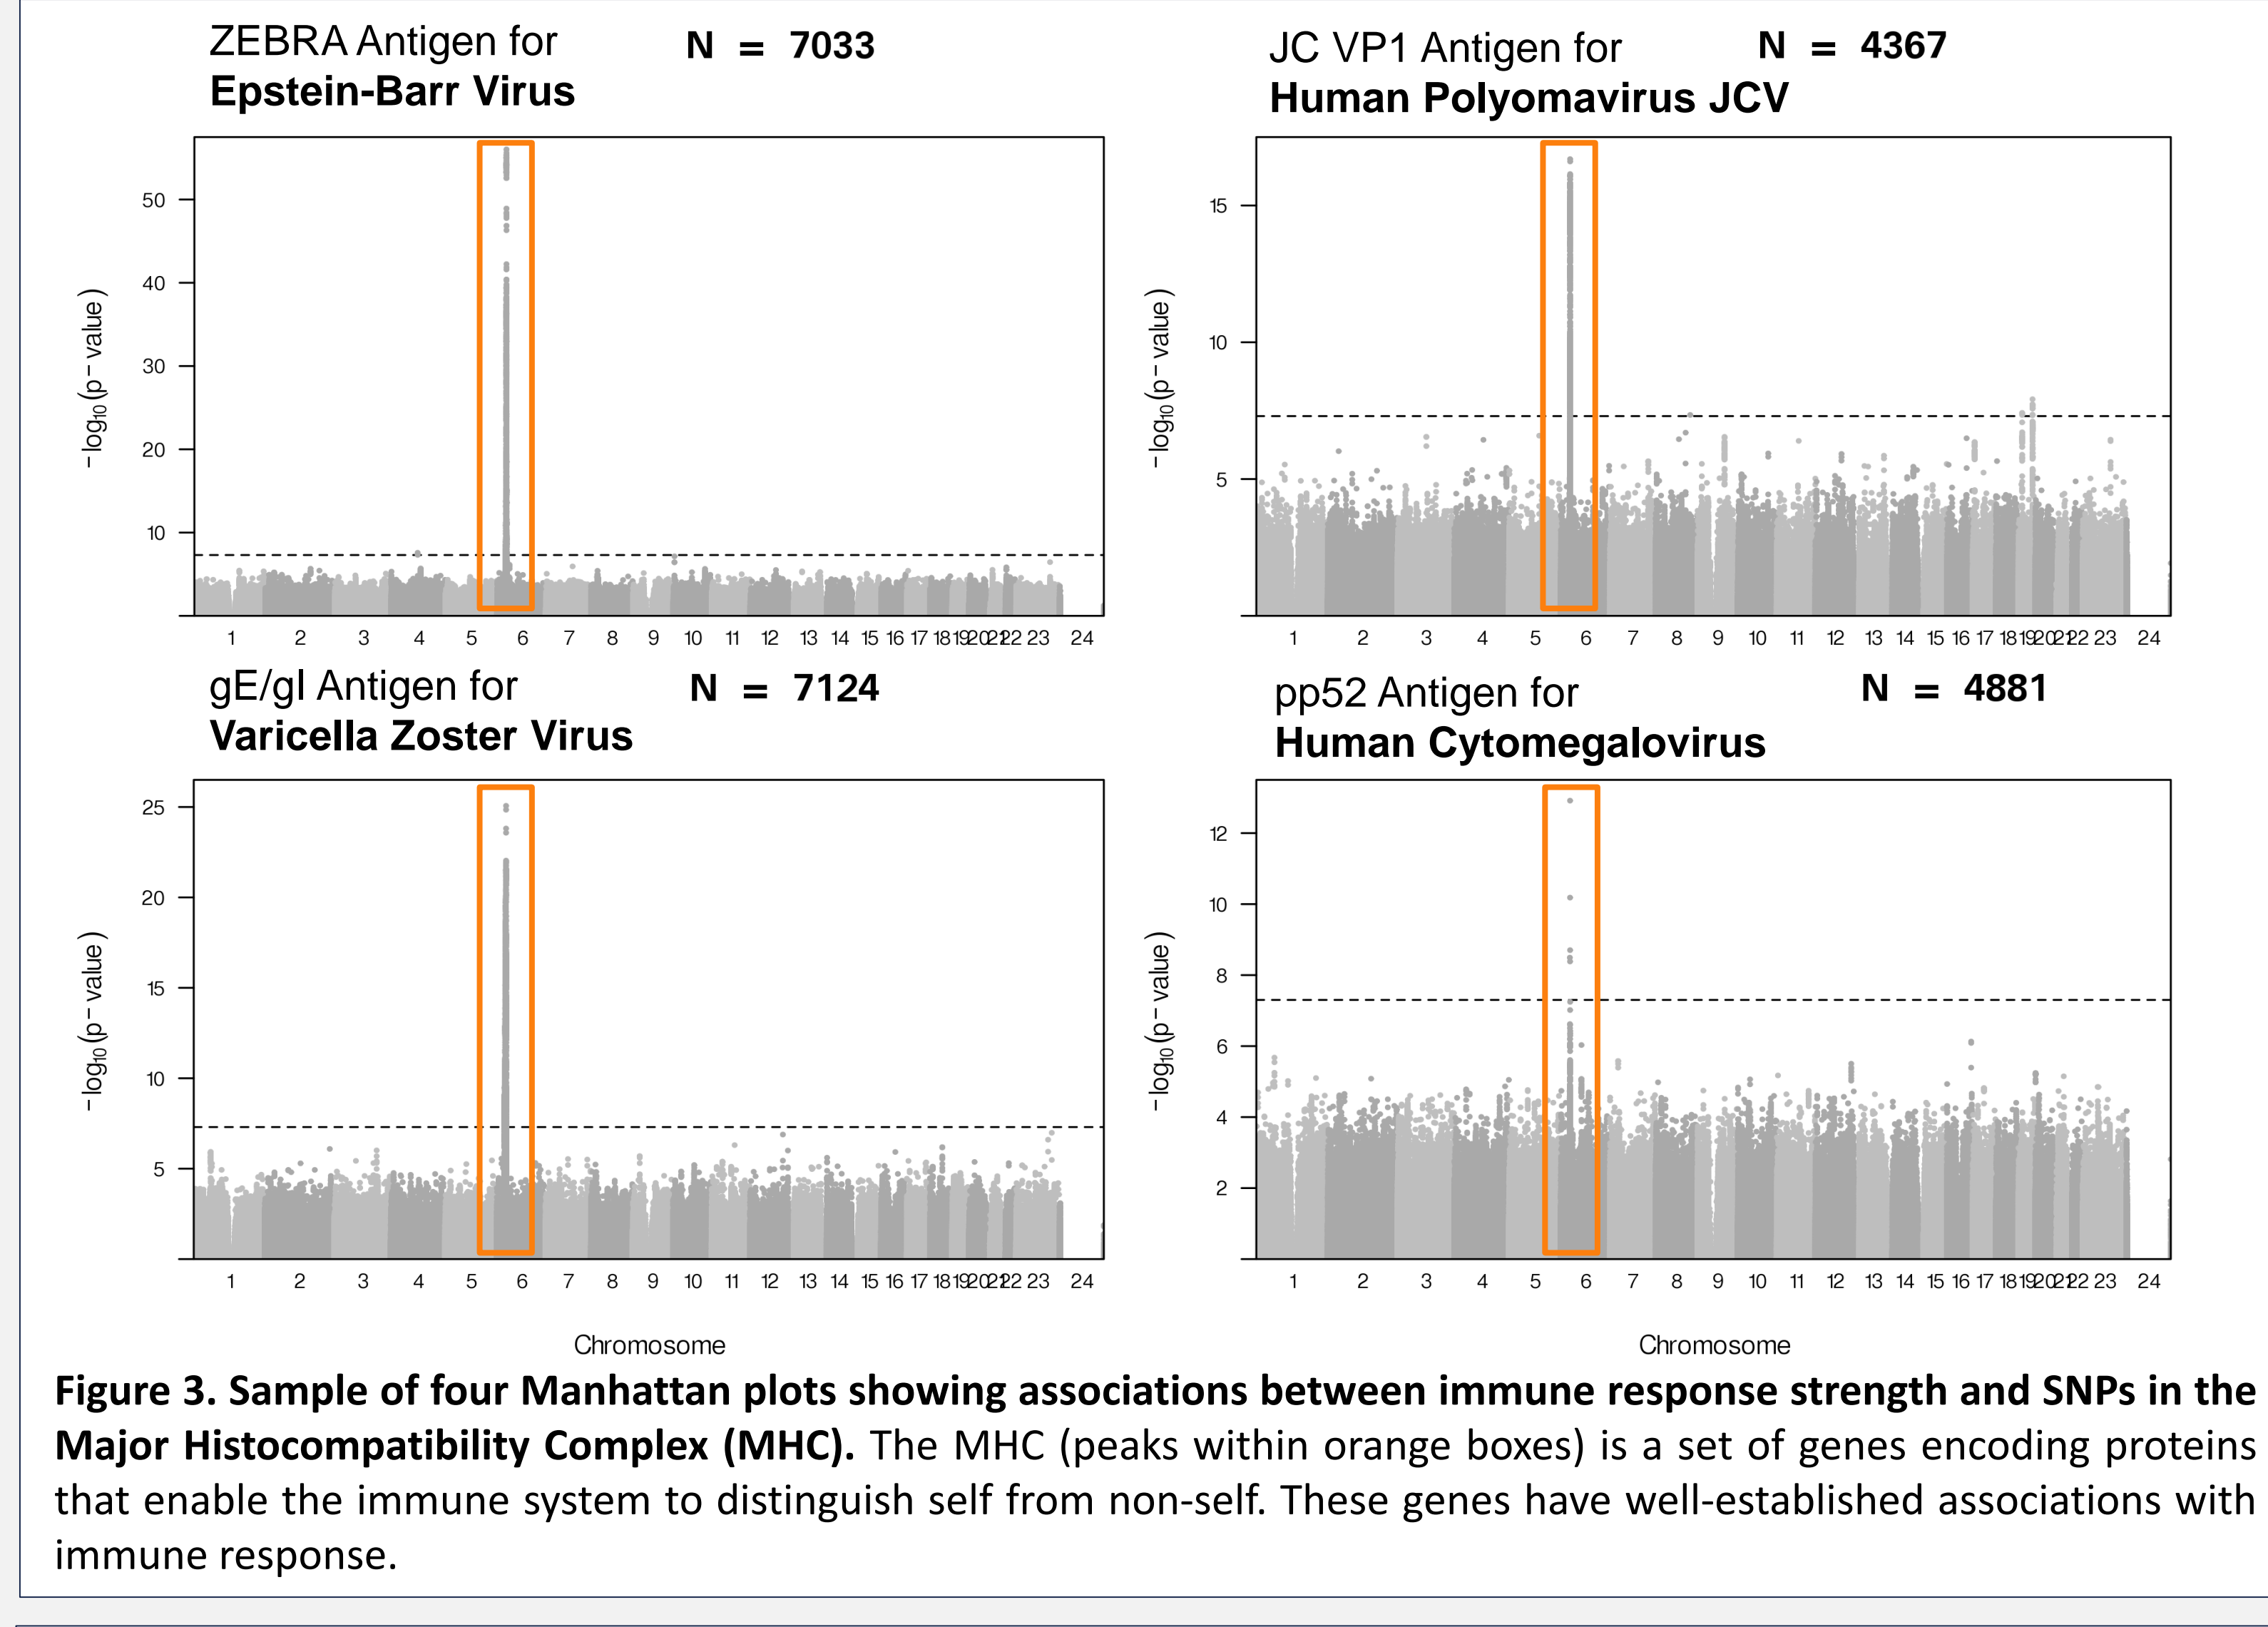 ZEBRA Antigen for
Epstein-Barr Virus
N = 7033
50
40
30
20
10
-log10(p- value)
1 2 3 4 5 6 7 8 9 10 11 12 13 14 15 16 17 18 19 20 21 22 23 24
JC VP1 Antigen for
Human Polyomavirus JCV
N = 4367
15
10
5
-log10(p- value)
1 2 3 4 5 6 7 8 9 10 11 12 13 14 15 16 17 18 19 20 21 22 23 24
gE/gI Antigen for
Varicella Zoster Virus
N = 7124
25
20
15
10
5
-log10(p- value)
1 2 3 4 5 6 7 8 9 10 11 12 13 14 15 16 17 18 19 20 21 22 23 24
Chromosome
pp52 Antigen for
Human Cytomegalovirus
N = 4881
12
10
8
6
4
2
-log10(p- value)
1 2 3 4 5 6 7 8 9 10 11 12 13 14 15 16 17 18 19 20 21 22 23 24
Chromosome
Figure 3. Sample of four Manhattan plots showing associations between immune response strength and SNPs in the
Major Histocompatibility Complex (MHC). The MHC (peaks within orange boxes) is a set of genes encoding proteins
that enable the immune system to distinguish self from non-self. These genes have well-established associations with
immune response.